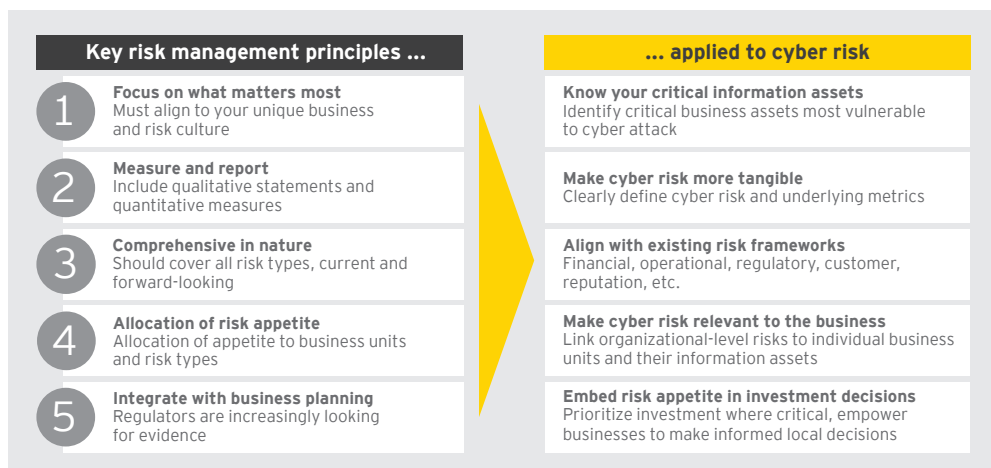 Key risk management principles ...
1
Focus on what matters most
Must align to your unique business
and risk culture
2
Measure and report
Include qualitative statements and
quantitative measures
3
Comprehensive in nature
Should cover all risk types, current and
forward-looking
4
Allocation of risk appetite
Allocation of appetite to business units
and risk types
5
Integrate with business planning
Regulators are increasingly looking
for evidence
... applied to cyber risk
Know your critical information assets
Identify critical business assets most vulnerable
to cyber attack
Make cyber risk more tangible
Clearly define cyber risk and underlying metrics
Align with existing risk frameworks
Financial, operational, regulatory, customer,
reputation, etc.
Make cyber risk relevant to the business
Link organizational-level risks to individual business
units and their information assets
Embed risk appetite in investment decisions
Prioritize investment where critical, empower
businesses to make informed local decisions